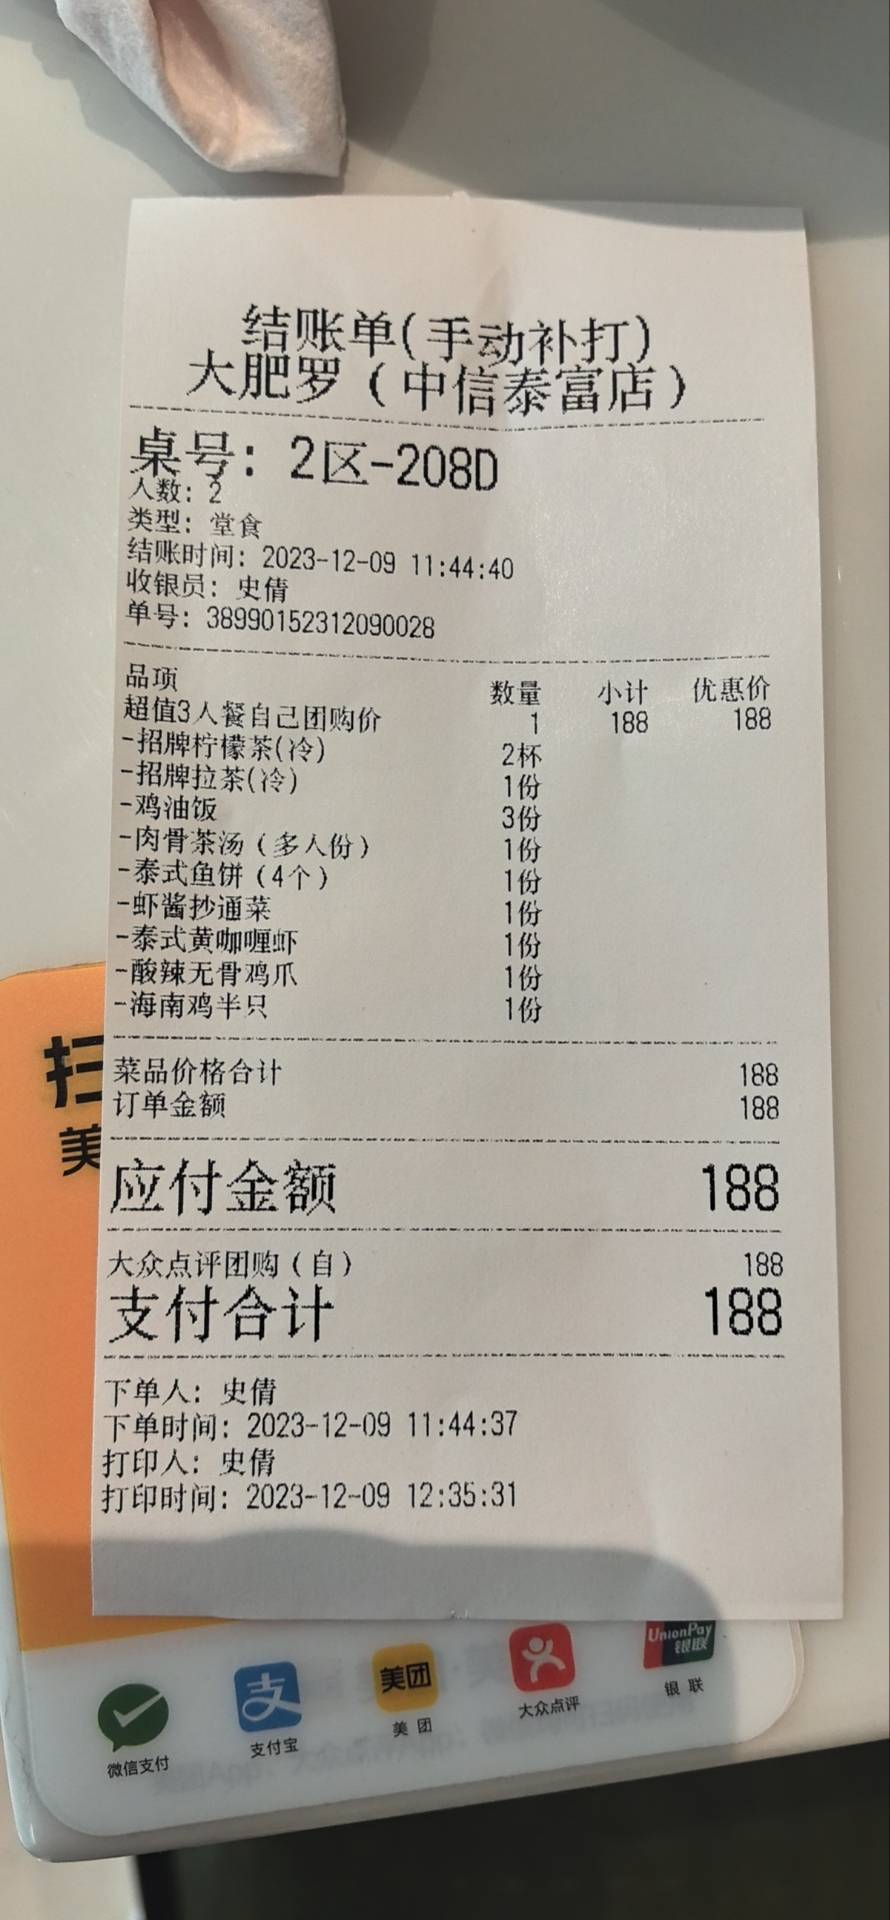 结账单(手动补打)
大肥罗（中信泰富店）
桌号: 2区-208D
人数: 2
类型: 堂食
结账时间: 2023-12-09 11:44:40
收银员: 史倩
单号: 38990152312090028
品项 数量 小计 优惠价
超值3人餐自己团购价 1 188 188
-招牌柠檬茶(冷) 2杯
-招牌拉茶(冷) 1份
-鸡油饭 3份
-肉骨茶汤（多人份） 1份
-泰式鱼饼（4个） 1份
-虾酱抄通菜 1份
-泰式黄咖喱虾 1份
-酸辣无骨鸡爪 1份
-海南鸡半只 1份
菜品价格合计 188
订单金额 188
应付金额 188
大众点评团购（自） 188
支付合计 188
下单人: 史倩
下单时间: 2023-12-09 11:44:37
打印人: 史倩
打印时间: 2023-12-09 12:35:31
扫
美
美团
UnionPay
银联
微信支付 支付宝 美团 大众点评 银联